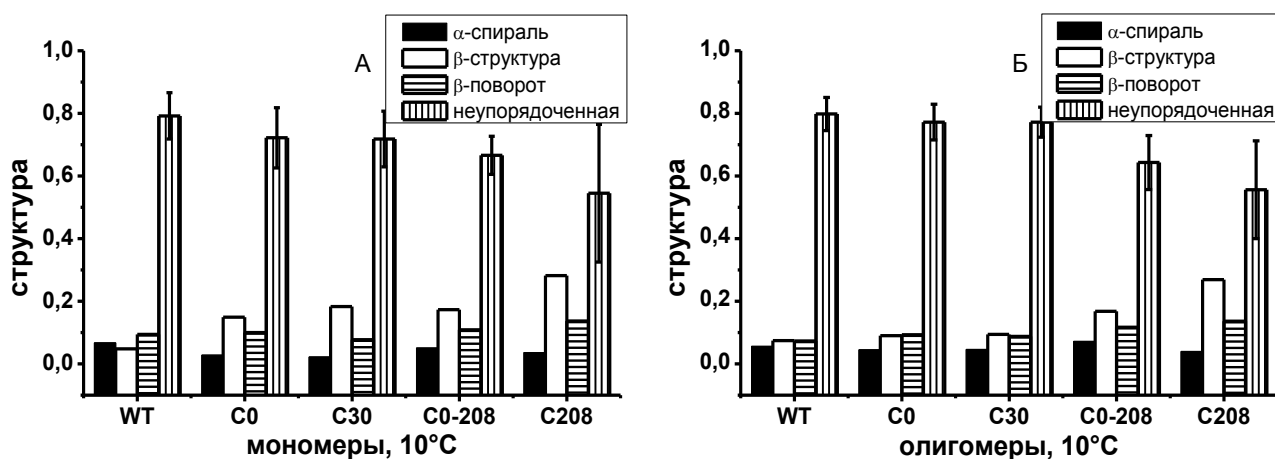 α-спираль
β-структура
β-поворот
неупорядоченная
А
1,0
0,8
0,6
0,4
0,2
0,0
структура
WT C0 C30 C0-208 C208
мономеры, 10°C
α-спираль
β-структура
β-поворот
неупорядоченная
Б
1,0
0,8
0,6
0,4
0,2
0,0
структура
WT C0 C30 C0-208 C208
олигомеры, 10°C